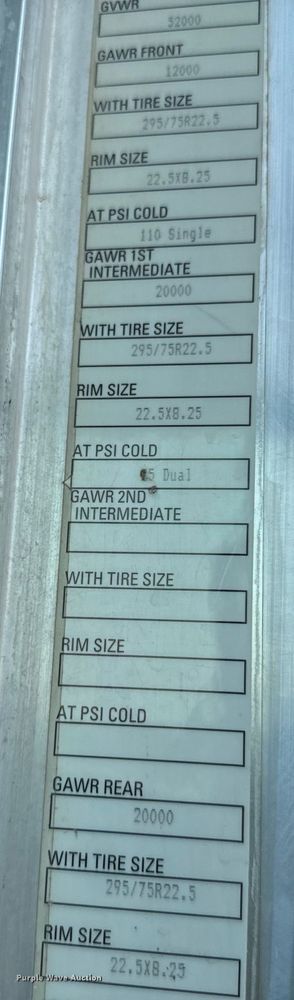 GVWR
52000
GAWR FRONT
12000
WITH TIRE SIZE
295/75R22.5
RIM SIZE
22.5X8.25
AT PSI COLD
110 Single
GAWR 1ST
INTERMEDIATE
20000
WITH TIRE SIZE
295/75R22.5
RIM SIZE
22.5X8.25
AT PSI COLD
5 Dual
GAWR 2ND
INTERMEDIATE
WITH TIRE SIZE
RIM SIZE
AT PSI COLD
GAWR REAR
20000
WITH TIRE SIZE
295/75R22.5
RIM SIZE
22.5X8.25
Purple Wave Auction